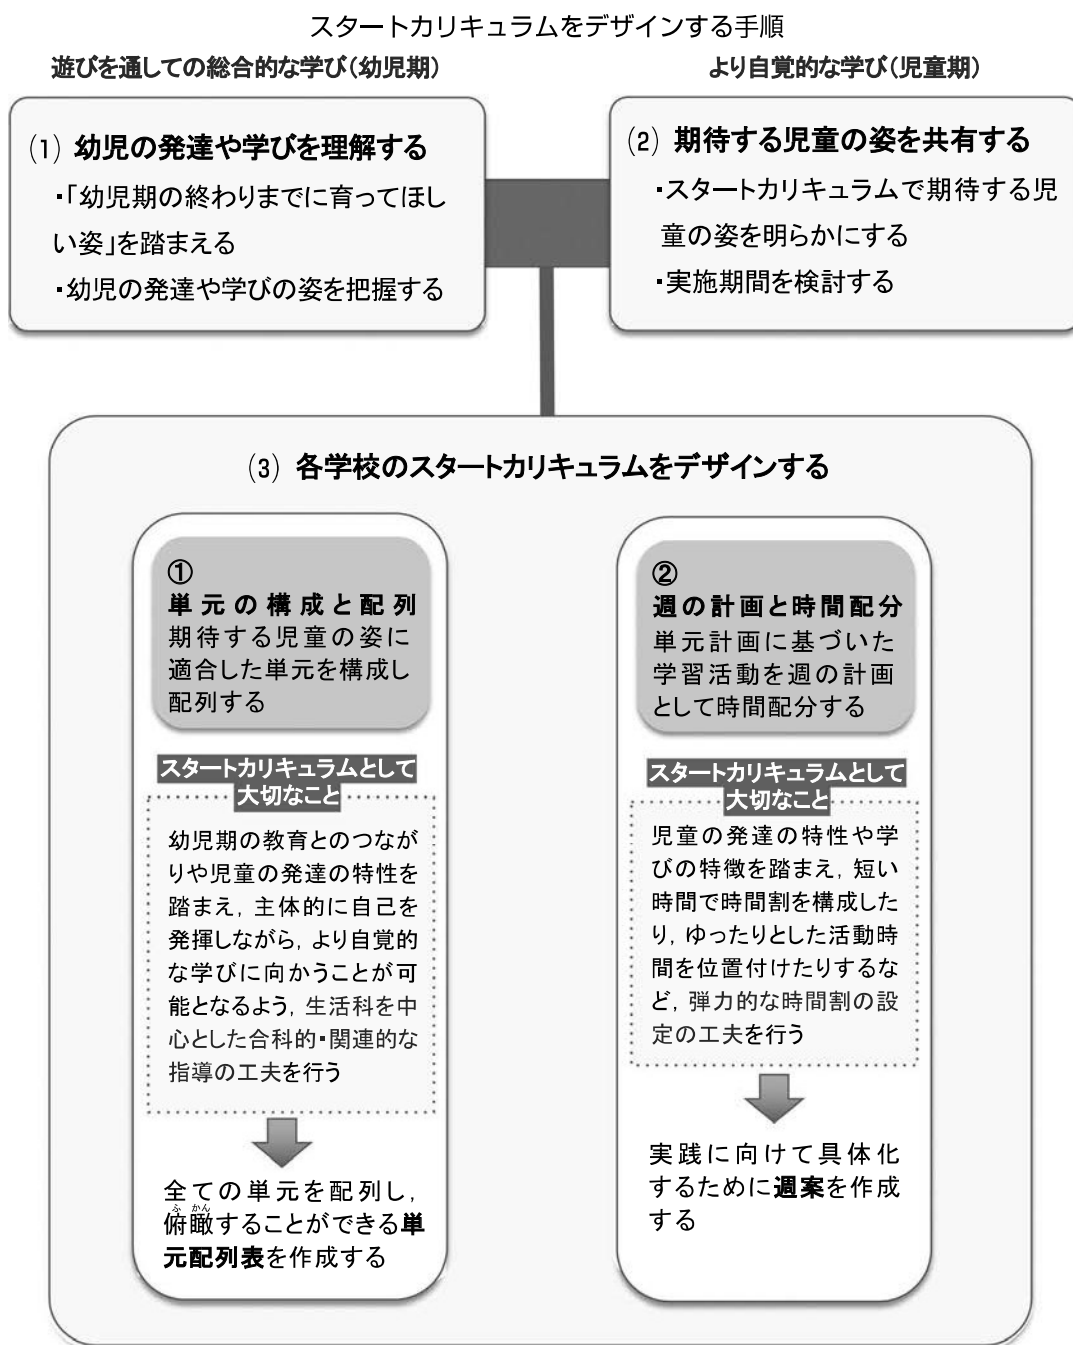 スタートカリキュラムをデザインする手順
遊びを通しての総合的な学び（幼児期）
より自覚的な学び（児童期）
(1) 幼児の発達や学びを理解する
・「幼児期の終わりまでに育ってほし
い姿」を踏まえる
・幼児の発達や学びの姿を把握する
(2) 期待する児童の姿を共有する
・スタートカリキュラムで期待する児
童の姿を明らかにする
・実施期間を検討する
(3) 各学校のスタートカリキュラムをデザインする
①
単元の構成と配列
期待する児童の姿に
適合した単元を構成し
配列する
スタートカリキュラムとして
大切なこと
幼児期の教育とのつなが
りや児童の発達の特性を
踏まえ，主体的に自己を
発揮しながら，より自覚的
な学びに向かうことが可
能となるよう，生活科を中
心とした合科的・関連的な
指導の工夫を行う
全ての単元を配列し，
ふ かん
俯瞰することができる単
元配列表を作成する
②
週の計画と時間配分
単元計画に基づいた
学習活動を週の計画
として時間配分する
スタートカリキュラムとして
大切なこと
児童の発達の特性や学
びの特徴を踏まえ，短い
時間で時間割を構成した
り，ゆったりとした活動時
間を位置付けたりするな
ど，弾力的な時間割の設
定の工夫を行う
実践に向けて具体化
するために週案を作成
する